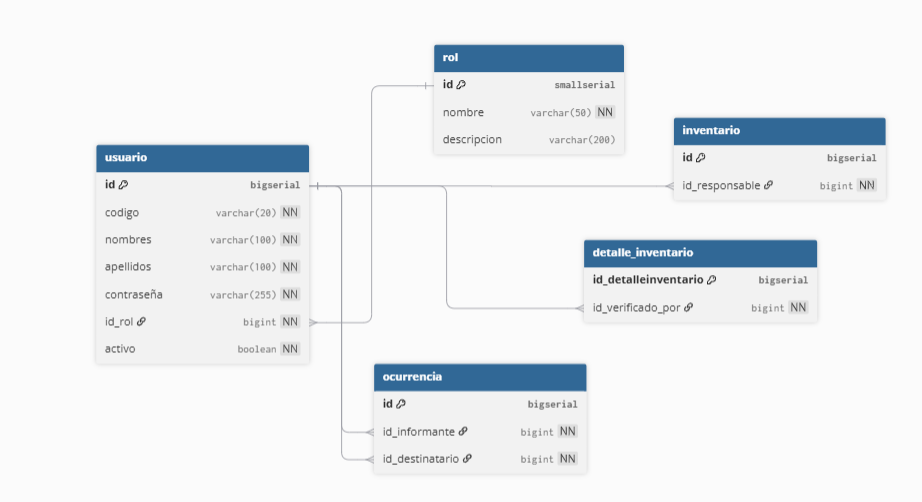 rol
id smallserial
nombre varchar(50) NN
descripcion varchar(200)
inventario
id bigserial
id_responsable bigint NN
usuario
id bigserial
codigo varchar(20) NN
nombres varchar(100) NN
apellidos varchar(100) NN
contraseña varchar(255) NN
id_rol bigint NN
activo boolean NN
detalle_inventario
id_detalleinventario bigserial
id_verificado_por bigint NN
ocurrencia
id bigserial
id_informante bigint NN
id_destinatario bigint NN